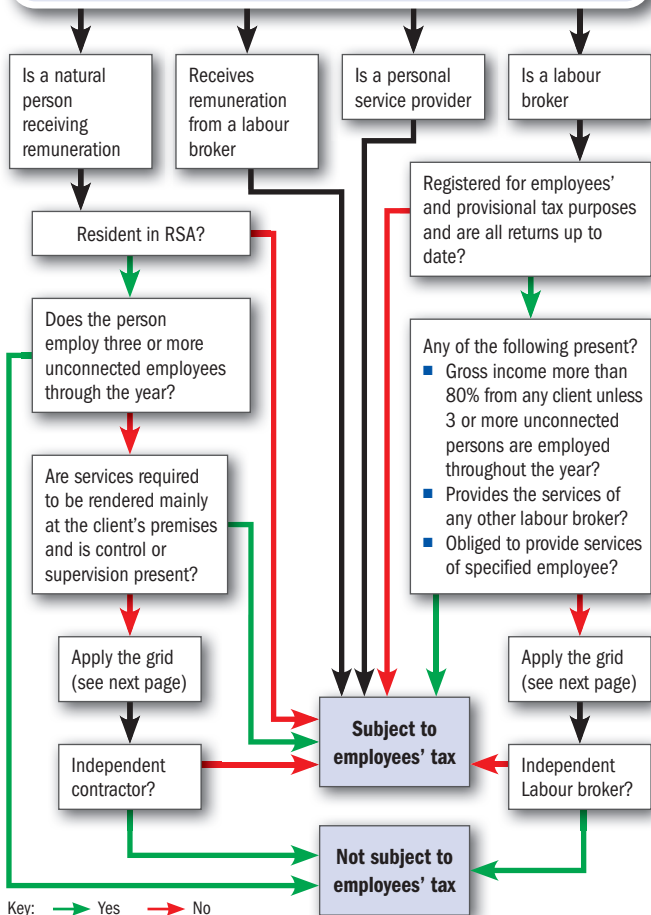 Is a natural
person
receiving
remuneration
Receives
remuneration
from a labour
broker
Is a personal
service provider
Is a labour
broker
Resident in RSA?
Registered for employees'
and provisional tax purposes
and are all returns up to
date?
Does the person
employ three or more
unconnected employees
through the year?
Any of the following present?
■ Gross income more than
80% from any client unless
3 or more unconnected
persons are employed
throughout the year?
■ Provides the services of
any other labour broker?
■ Obliged to provide services
of specified employee?
Are services required
to be rendered mainly
at the client's premises
and is control or
supervision present?
Apply the grid
(see next page)
Apply the grid
(see next page)
Subject to
employees' tax
Independent
contractor?
Independent
Labour broker?
Not subject to
employees' tax
Key: Yes No